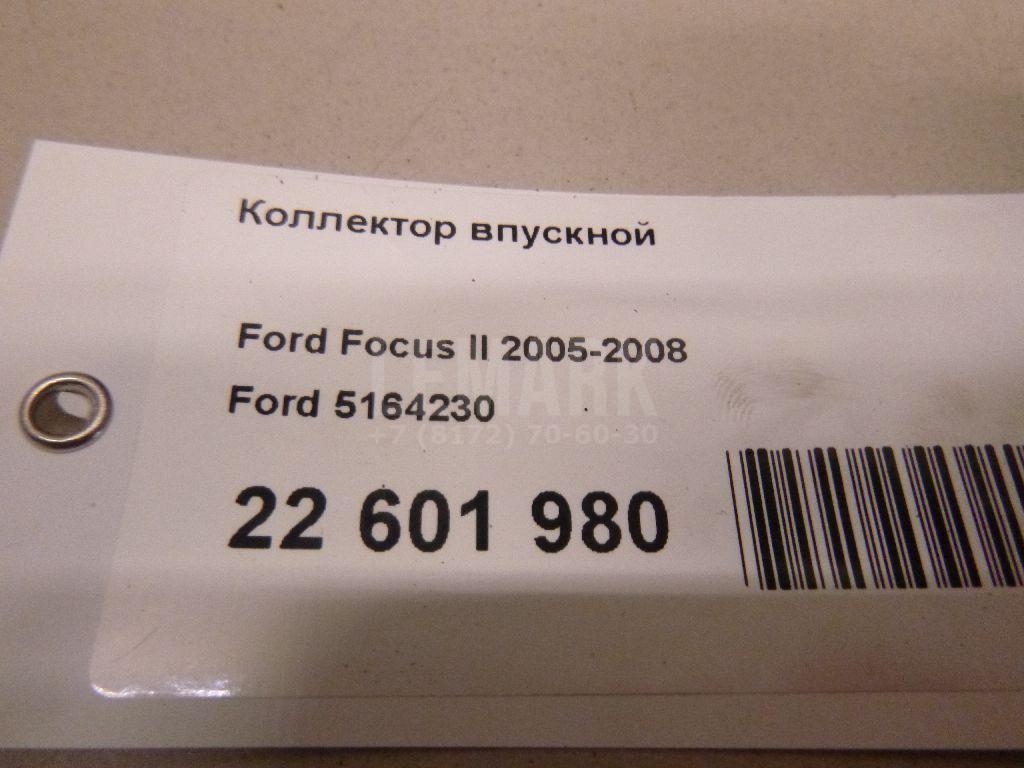 Коллектор впускной
Ford Focus II 2005-2008
LEMARK
Ford 5164230
+7 (8172) 70-60-30
22 601 980